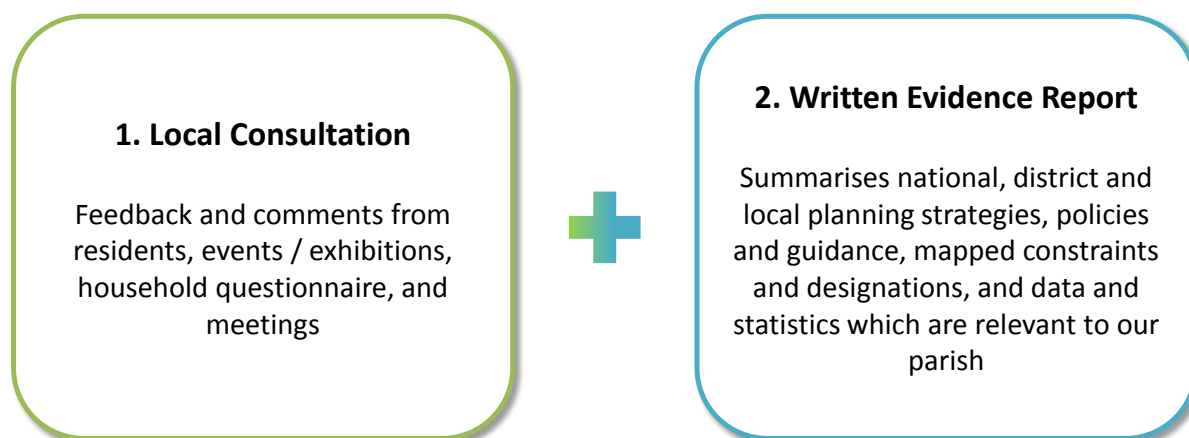 1. Local Consultation
Feedback and comments from
residents, events / exhibitions,
household questionnaire, and
meetings
2. Written Evidence Report
Summarises national, district and
local planning strategies, policies
and guidance, mapped constraints
and designations, and data and
statistics which are relevant to our
parish